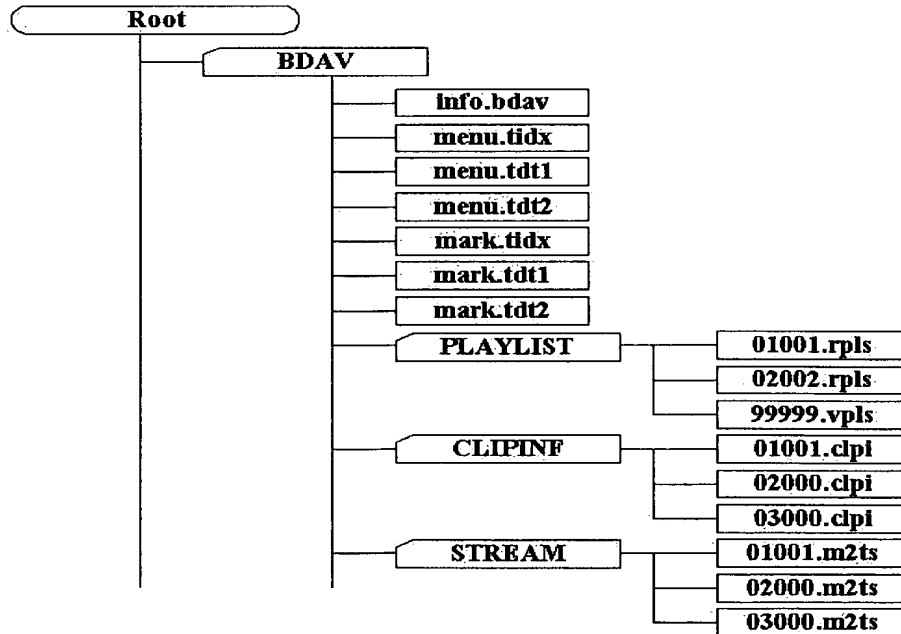 Root
BDAV
info.bdav
menu.tidx
menu.tdt1
menu.tdt2
mark.tidx
mark.tdt1
mark.tdt2
PLAYLIST
01001.rpls
02002.rpls
99999.vpls
CLIPINF
01001.clpi
02000.clpi
03000.clpi
STREAM
01001.m2ts
02000.m2ts
03000.m2ts